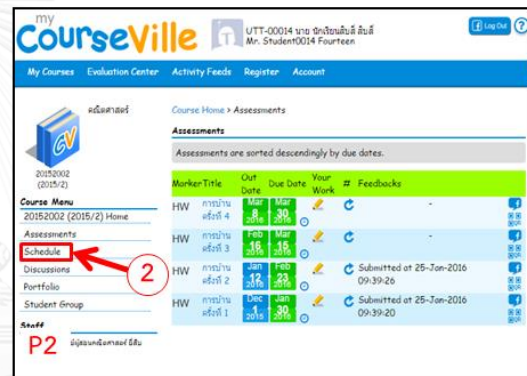 my
CourseVille
UTT-00014 นาย นักเรียนสิบสี่ สิบสี่
Mr. Student0014 Fourteen
Log Out
?
My Courses Evaluation Center Activity Feeds Register Account
คณิตศาสตร์
CV
20152002
(2015/2)
Course Menu
20152002 (2015/2) Home
Assessments
Schedule
Discussions
Portfolio
Student Group
Staff
2
P2
Course Home > Assessments
Assessments
Assessments are sorted descendingly by due dates.
Marker Title Out Date Due Date Your Work # Feedbacks
HW การบ้านครั้งที่ 4 Mar 8 2016 Mar 30 2016 -
HW การบ้านครั้งที่ 3 Feb 16 2016 Mar 15 2016 -
HW การบ้านครั้งที่ 2 Jan 12 2016 Feb 23 2016 Submitted at 25-Jan-2016 09:39:26
HW การบ้านครั้งที่ 1 Dec 1 2015 Jan 30 2016 Submitted at 25-Jan-2016 09:39:20